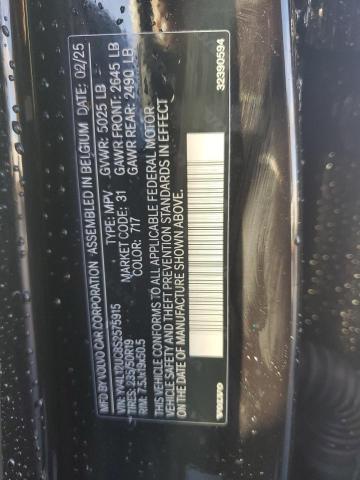 MFD BY VOLVO CAR CORPORATION ASSEMBLED IN BELGIUM 02/25
GVWR: 5025 LB
GAWR FRONT: 2645 LB
GAWR REAR: 2490 LB
TYPE: MPV
MARKET CODE: 31
COLOR: 717
VIN: YV4L12UC8S2575915
TIRES: 235/50R19
RIM: 7.5Jx19x50.5
THIS VEHICLE CONFORMS TO ALL APPLICABLE FEDERAL MOTOR
VEHICLE SAFETY AND THEFT PREVENTION STANDARDS IN EFFECT
ON THE DATE OF MANUFACTURE SHOWN ABOVE.
VOLVO
32390594